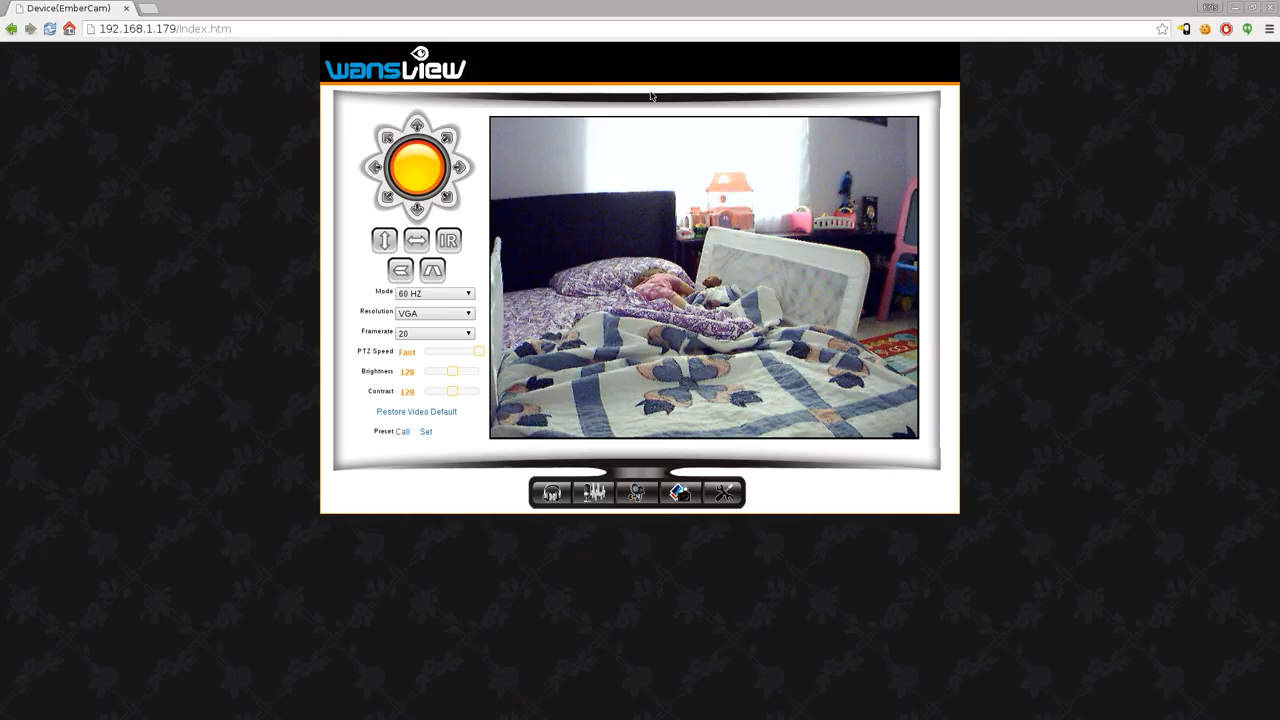 Device(EmberCam)
Kris
192.168.1.179/index.htm
wansview
IR
Mode 60 HZ
Resolution VGA
Framerate 20
PTZ Speed Fast
Brightness 128
Contrast 128
Restore Video Default
Preset Call Set